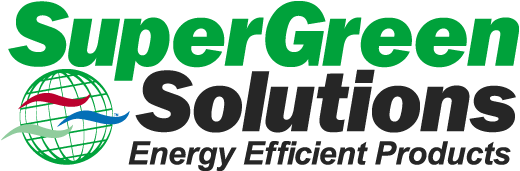 SuperGreen
Solutions
Energy Efficient Products